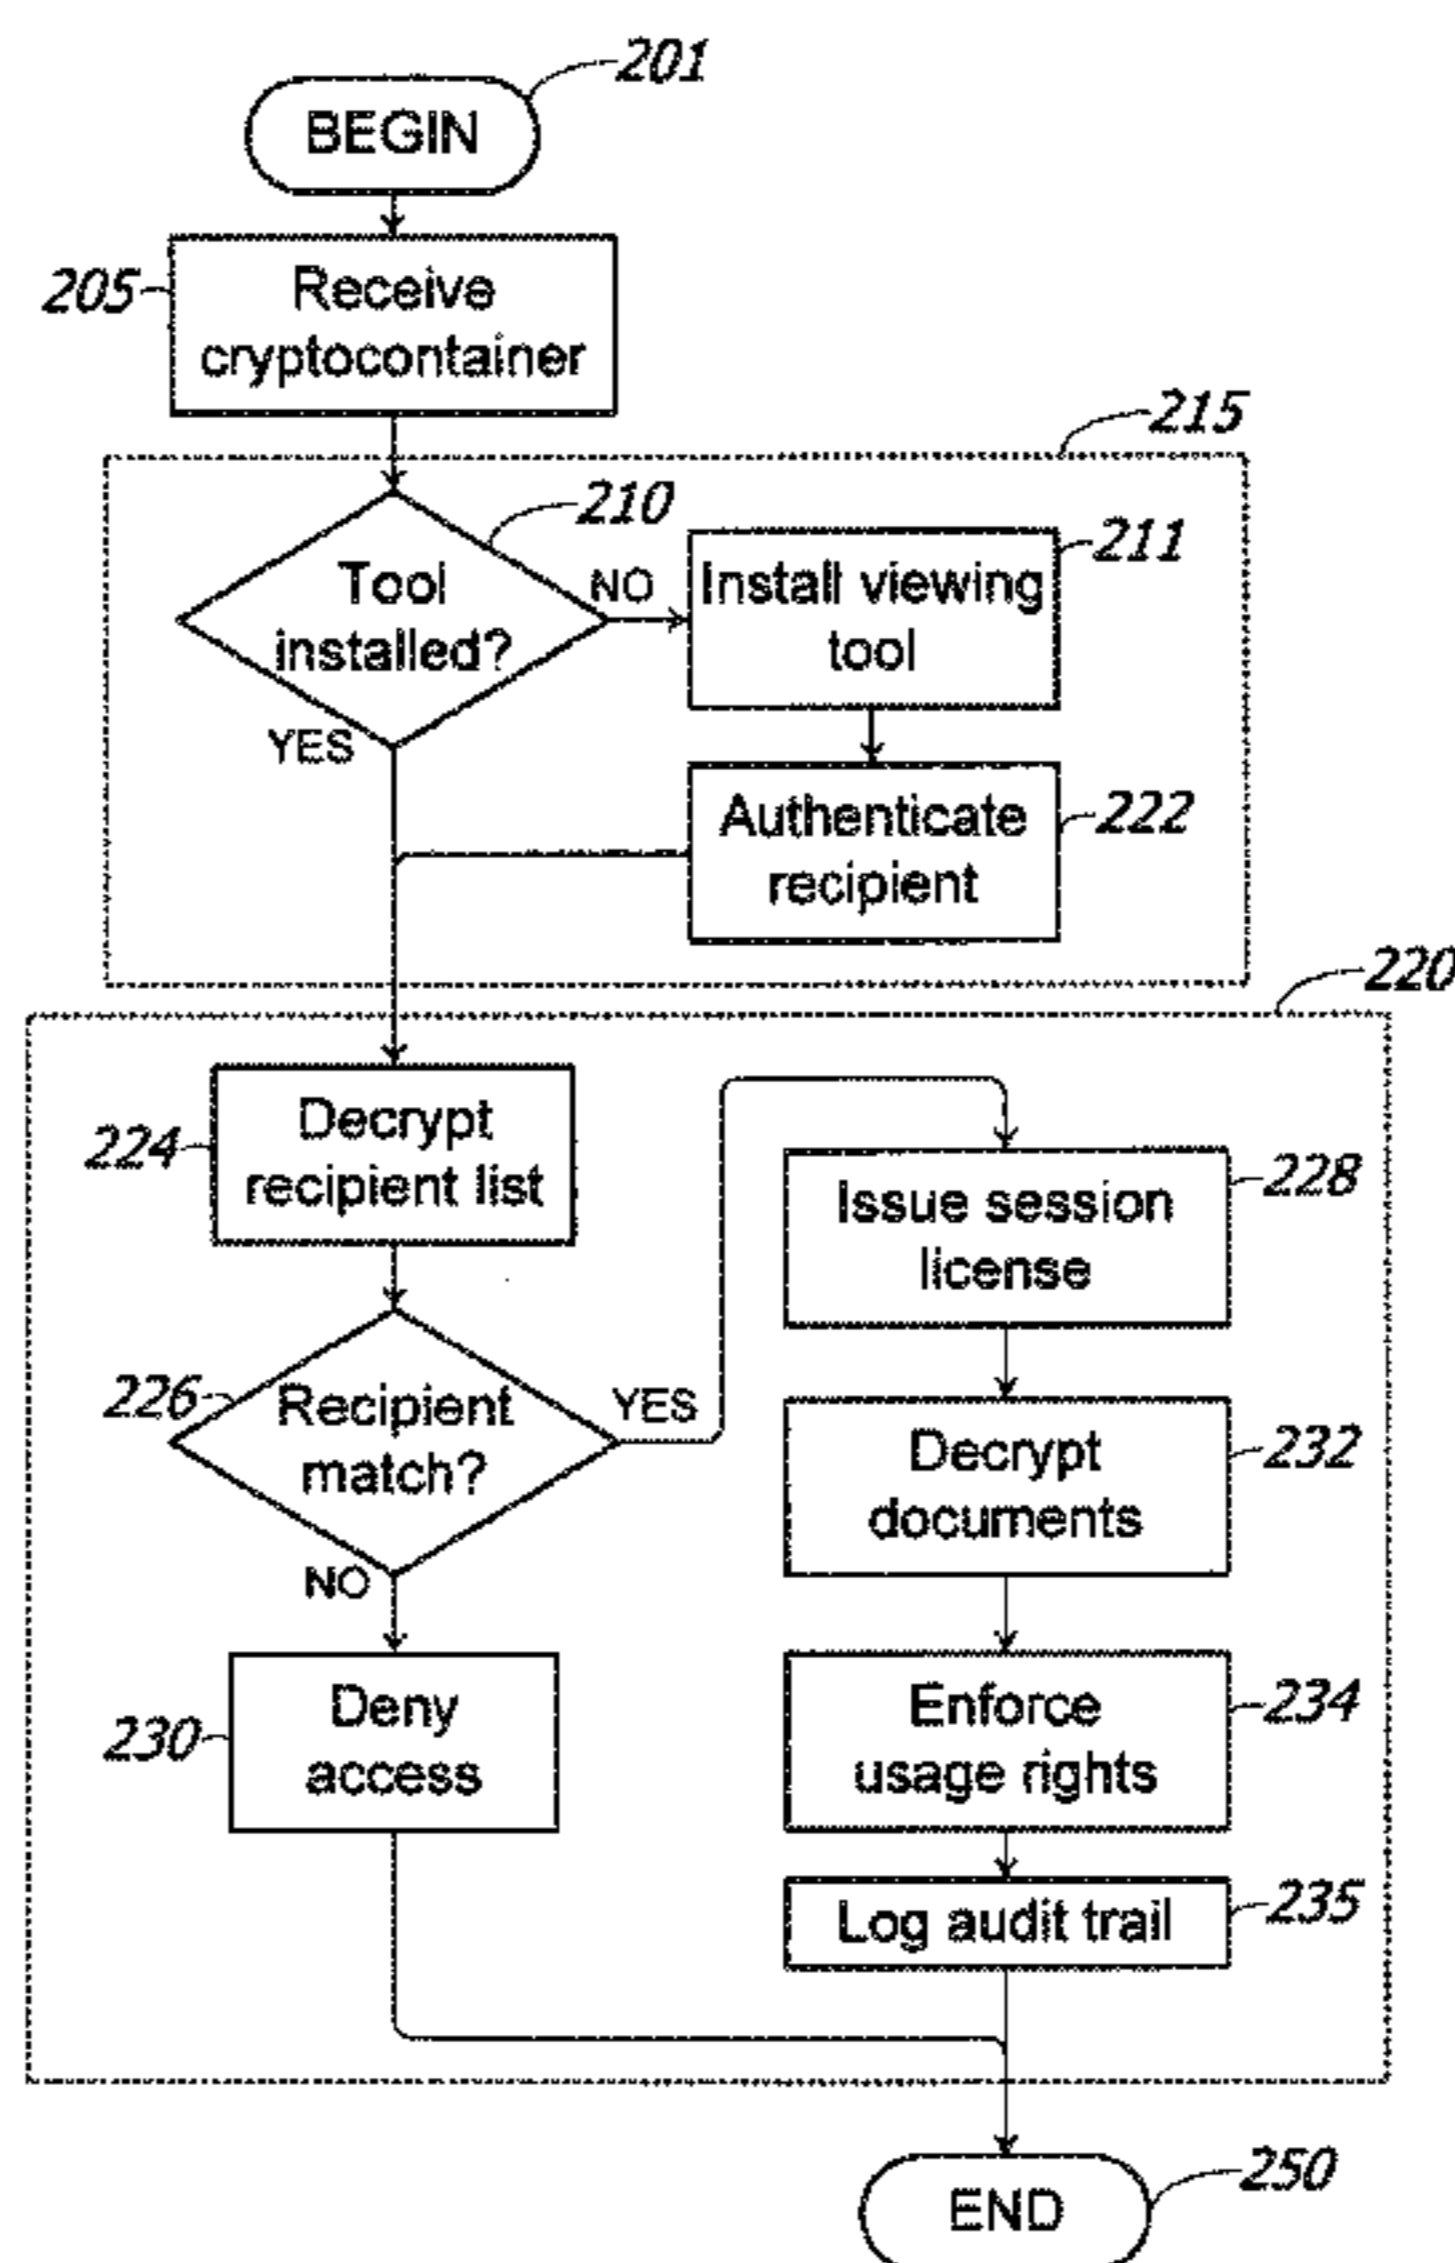 201
BEGIN
205
Receive
cryptocontainer
215
210
Tool
installed?
NO
YES
211
Install viewing
tool
222
Authenticate
recipient
220
224
Decrypt
recipient list
226
Recipient
match?
YES
NO
228
Issue session
license
232
Decrypt
documents
230
Deny
access
234
Enforce
usage rights
235
Log audit trail
250
END